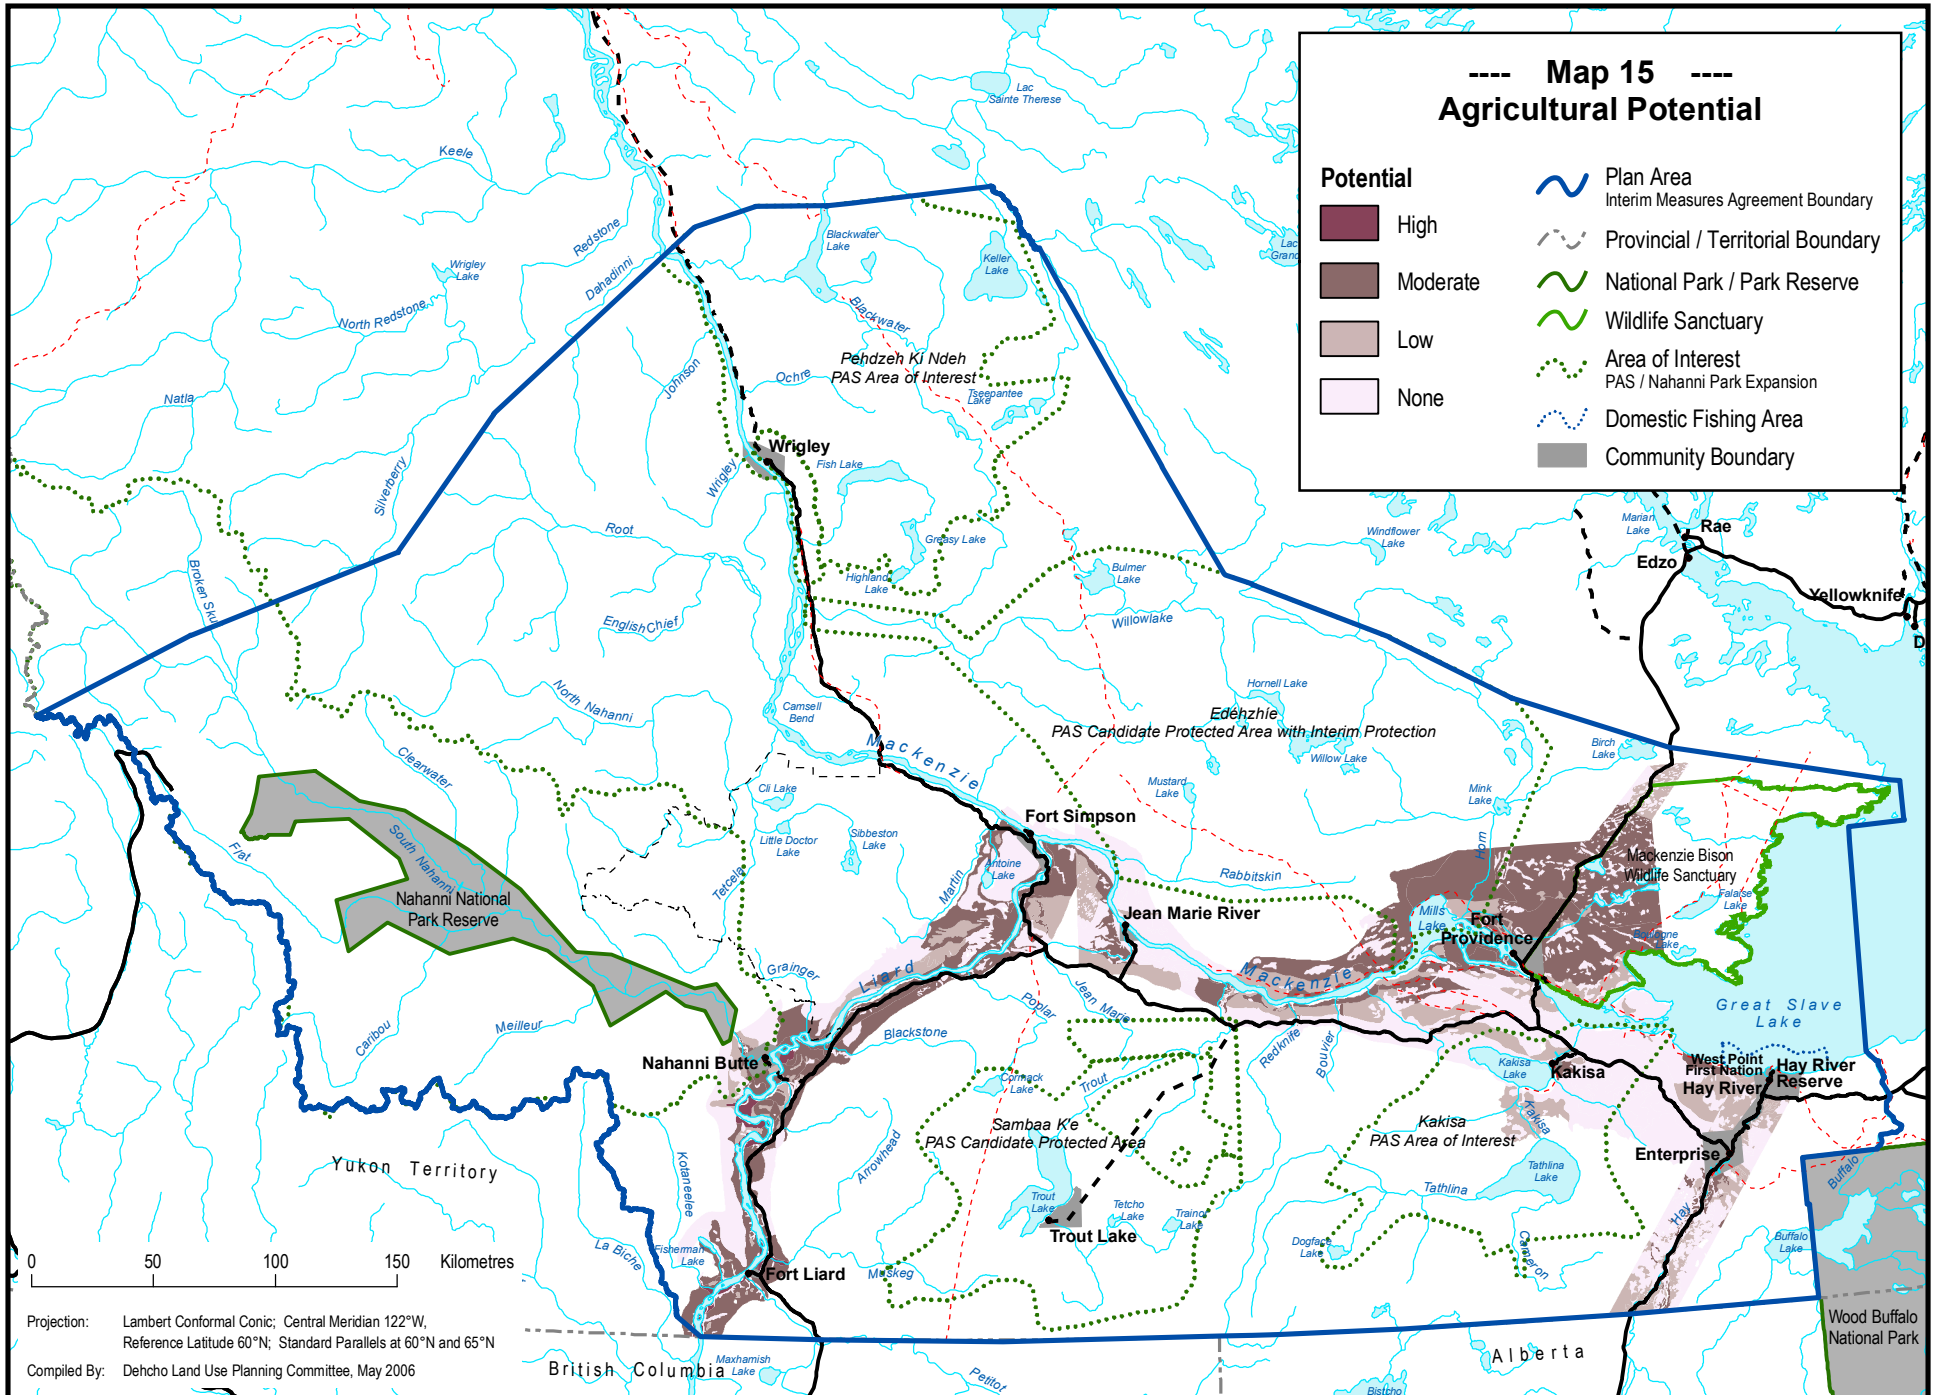 ---- Map 15 ----
Agricultural Potential
Potential
High
Moderate
Low
None
Plan Area
Interim Measures Agreement Boundary
Provincial / Territorial Boundary
National Park / Park Reserve
Wildlife Sanctuary
Area of Interest
PAS / Nahanni Park Expansion
Domestic Fishing Area
Community Boundary
Lac
Sainte Therese
Keele
Redstone
Blackwater
Lake
Keller
Lake
Lac
Grand
Wrigley
Lake
Dahadinni
North Redstone
Blackwater
Pehdzeh Ki Ndeh
PAS Area of Interest
Johnson
Ochre
Tseepantee
Lake
Natla
Wrigley
Fish Lake
Wrigley
Silverberry
Root
Greasy Lake
Windflower
Lake
Marian
Lake
Rae
Edzo
Highland
Lake
Bulmer
Lake
Broken Sku
Yellowknife
English Chief
Willowlake
D
North Nahanni
Hornell Lake
Camsell
Bend
Edéhzhíe
PAS Candidate Protected Area with Interim Protection
Mackenzie
Birch
Lake
Willow Lake
Clearwater
Cli Lake
Mustard
Lake
Mink
Lake
Fort Simpson
Little Doctor
Lake
Sibbeston
Lake
South Nahanni
Flat
Horn
Antoine
Lake
Mackenzie Bison
Wildlife Sanctuary
Martin
Tetcela
Rabbitskin
Nahanni National
Park Reserve
Falaise
Lake
Jean Marie River
Mills
Lake
Fort
Providence
Boulogne
Lake
Grainger
Liard
Mackenzie
Poplar
Jean Marie
Great Slave
Lake
Caribou
Meilleur
Blackstone
Redknife
Bouvier
Nahanni Butte
Cormack
Lake
Trout
Kakisa
Lake
Kakisa
West Point
First Nation
Hay River
Hay River
Reserve
Kakisa
Sambaa K'e
PAS Candidate Protected Area
Kakisa
PAS Area of Interest
Arrowhead
Enterprise
Yukon Territory
Kotaneelee
Tathlina
Lake
Buffalo
Trout
Lake
Tetcho
Lake
Trainor
Lake
Tathlina
Hay
Trout Lake
La Biche
Fisherman
Lake
Dogface
Lake
Cameron
Buffalo
Lake
Fort Liard
Muskeg
0 50 100 150 Kilometres
Projection: Lambert Conformal Conic; Central Meridian 122°W,
Reference Latitude 60°N; Standard Parallels at 60°N and 65°N
Compiled By: Dehcho Land Use Planning Committee, May 2006
Wood Buffalo
National Park
British Columbia
Maxhamish
Lake
Petitot
Alberta
Bistcho